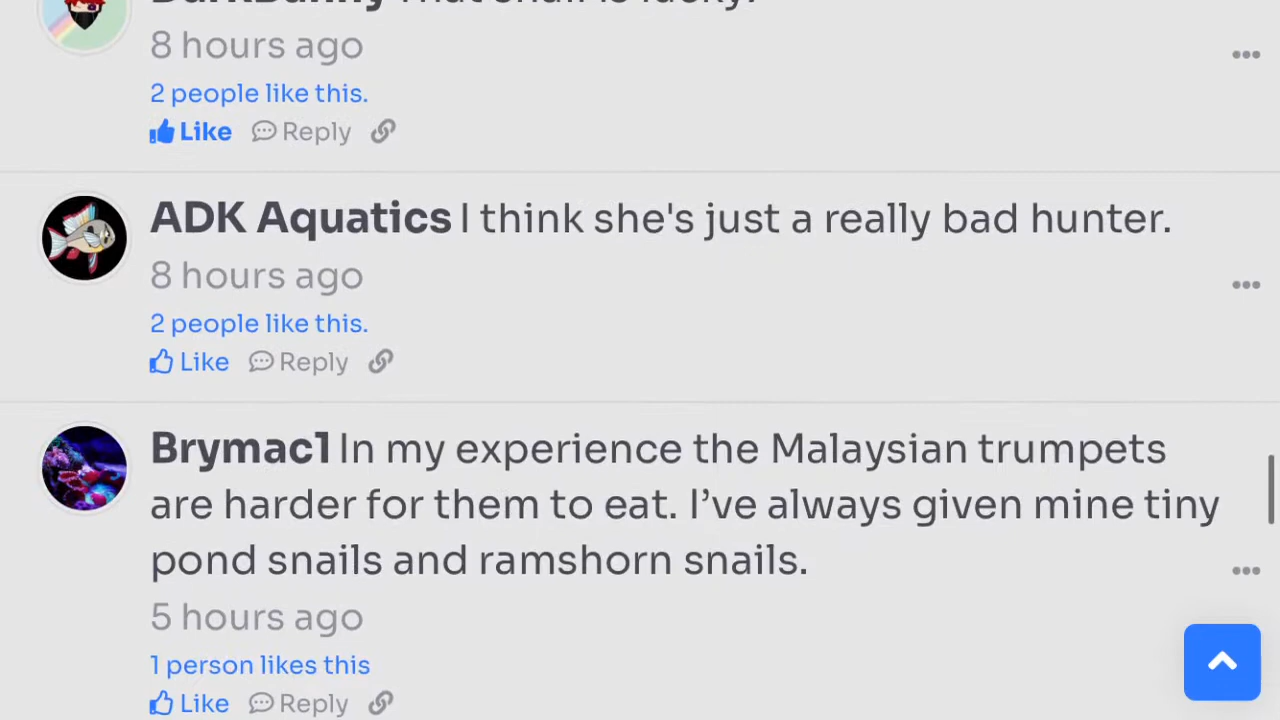 8 hours ago
2 people like this.
Like Reply
ADK Aquatics I think she's just a really bad hunter.
8 hours ago
2 people like this.
Like Reply
Brymac1 In my experience the Malaysian trumpets
are harder for them to eat. I’ve always given mine tiny
pond snails and ramshorn snails.
5 hours ago
1 person likes this
Like Reply